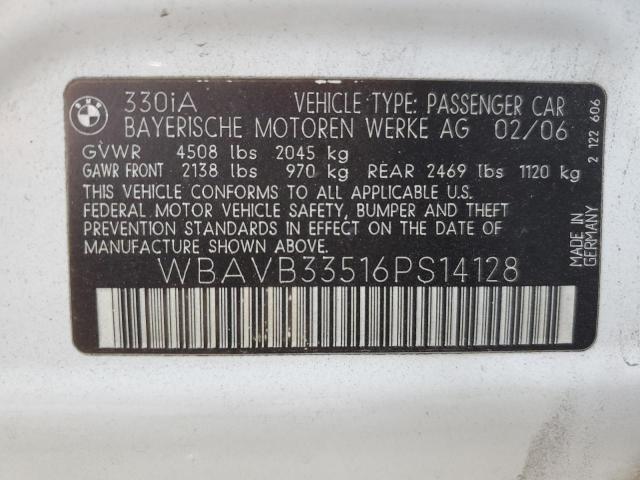 BMW
330iA VEHICLE TYPE: PASSENGER CAR
BAYERISCHE MOTOREN WERKE AG 02/06
GVWR 4508 lbs 2045 kg
GAWR FRONT 2138 lbs 970 kg REAR 2469 lbs 1120 kg
THIS VEHICLE CONFORMS TO ALL APPLICABLE U.S.
FEDERAL MOTOR VEHICLE SAFETY, BUMPER AND THEFT
PREVENTION STANDARDS IN EFFECT ON THE DATE OF
MANUFACTURE SHOWN ABOVE.
WBAVB33516PS14128
2 122 606
MADE IN
GERMANY